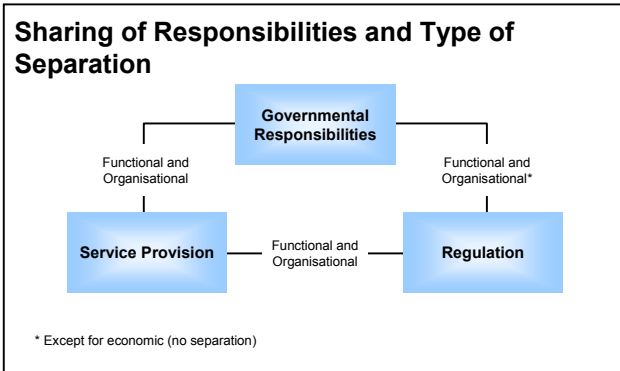 Sharing of Responsibilities and Type of
Separation
Governmental
Responsibilities
Functional and
Organisational
Functional and
Organisational*
Service Provision
Functional and
Organisational
Regulation
* Except for economic (no separation)